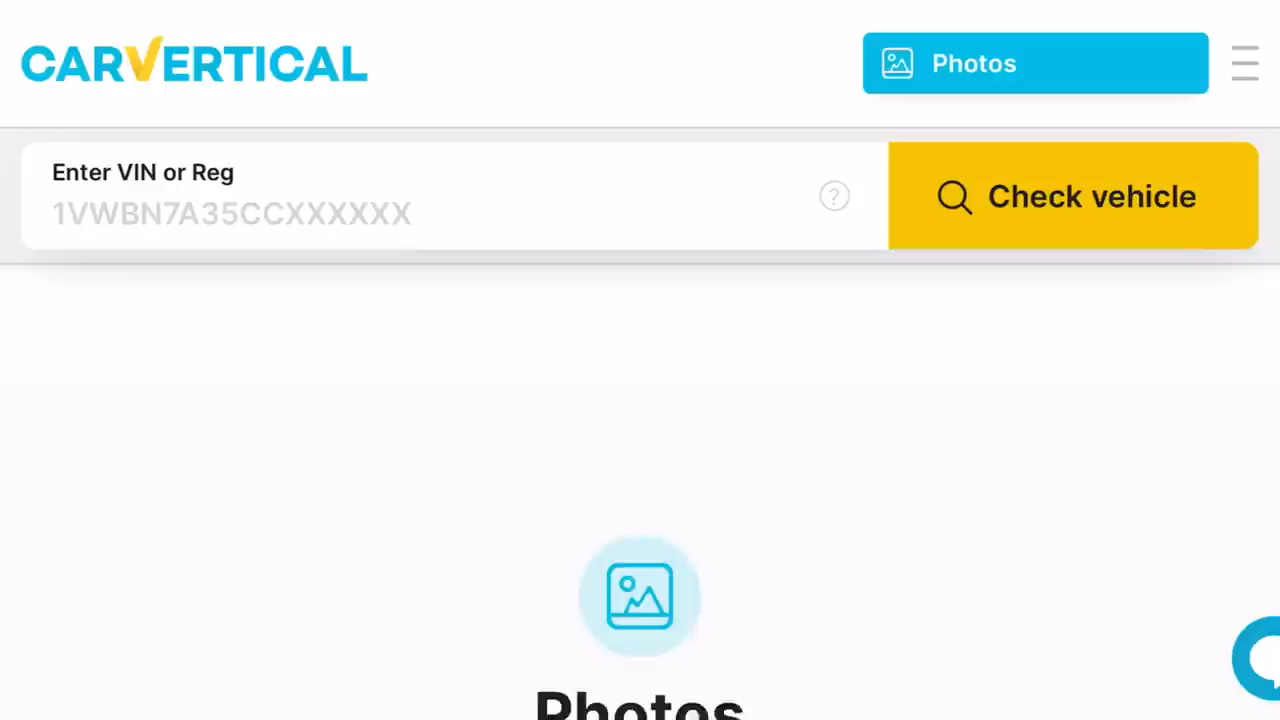 CARVERTICAL
Photos
Enter VIN or Reg
1VWBN7A35CCXXXXXX
?
Check vehicle
Photos